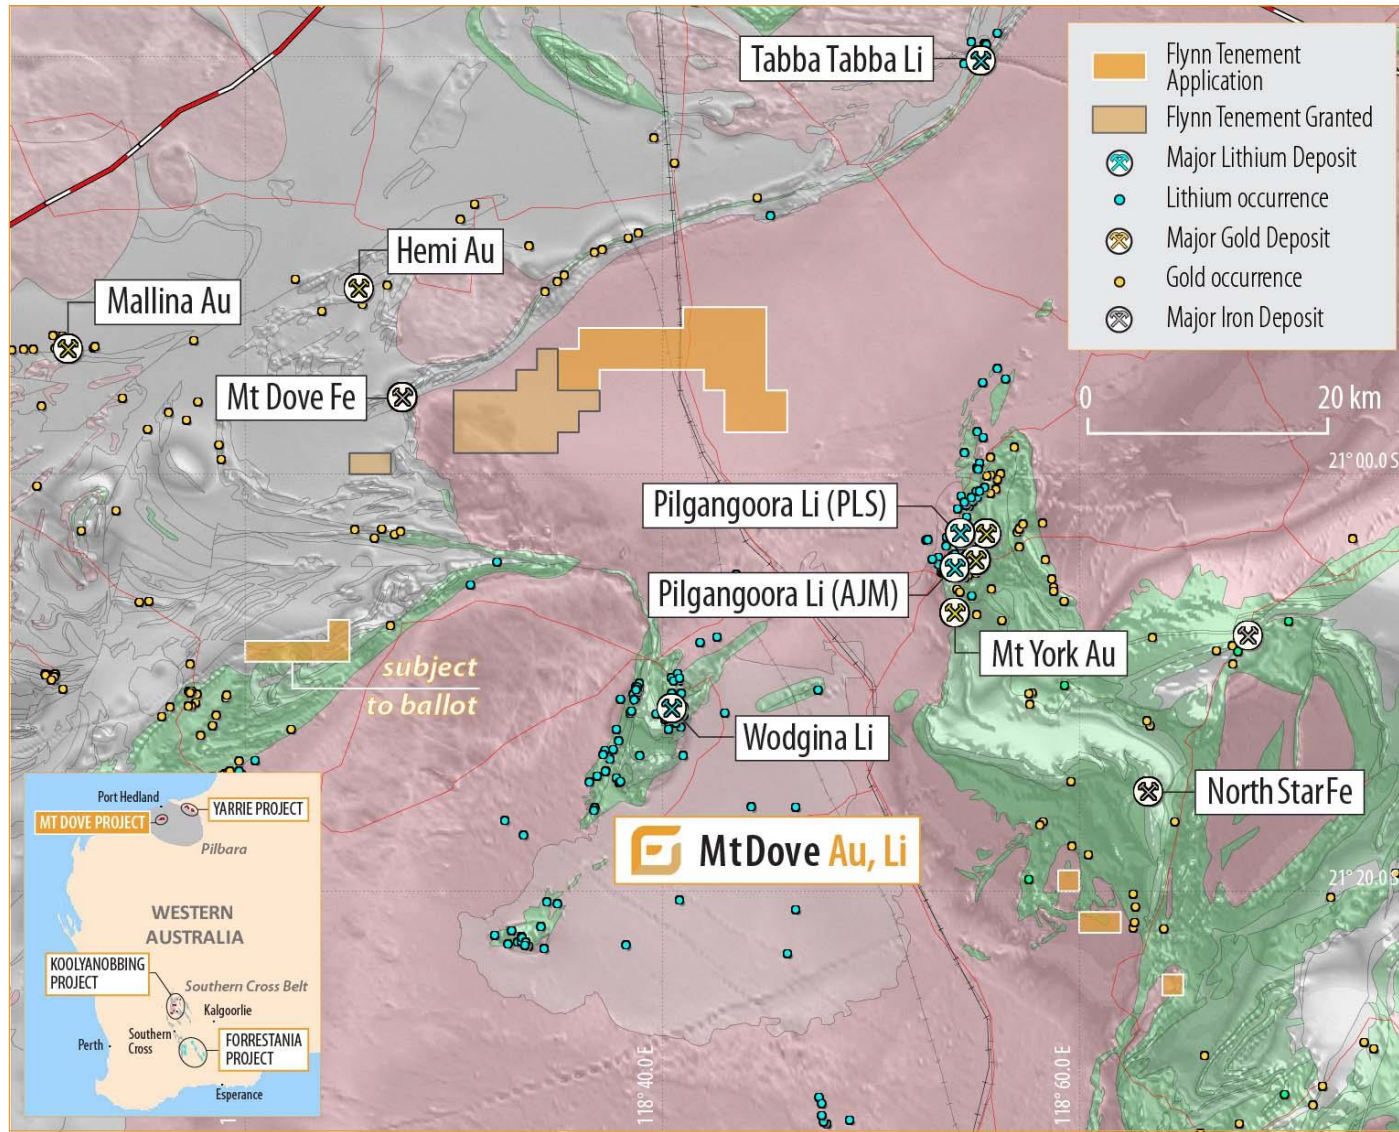 Tabba Tabba Li
Flynn Tenement
Application
Flynn Tenement Granted
Major Lithium Deposit
Lithium occurrence
Major Gold Deposit
Gold occurrence
Major Iron Deposit
Hemi Au
Mallina Au
Mt Dove Fe
0 20 km
21° 00.0 S
Pilgangoora Li (PLS)
Pilgangoora Li (AJM)
Mt York Au
subject
to ballot
Wodgina Li
North Star Fe
Mt Dove Au, Li
21° 20.0 S
118° 40.0 E
118° 60.0 E
Port Hedland
YARRIE PROJECT
MT DOVE PROJECT
Pilbara
WESTERN
AUSTRALIA
KOOLYANOBBING
PROJECT
Southern Cross Belt
Kalgoorlie
Southern
Cross
Perth
FORRESTANIA
PROJECT
Esperance